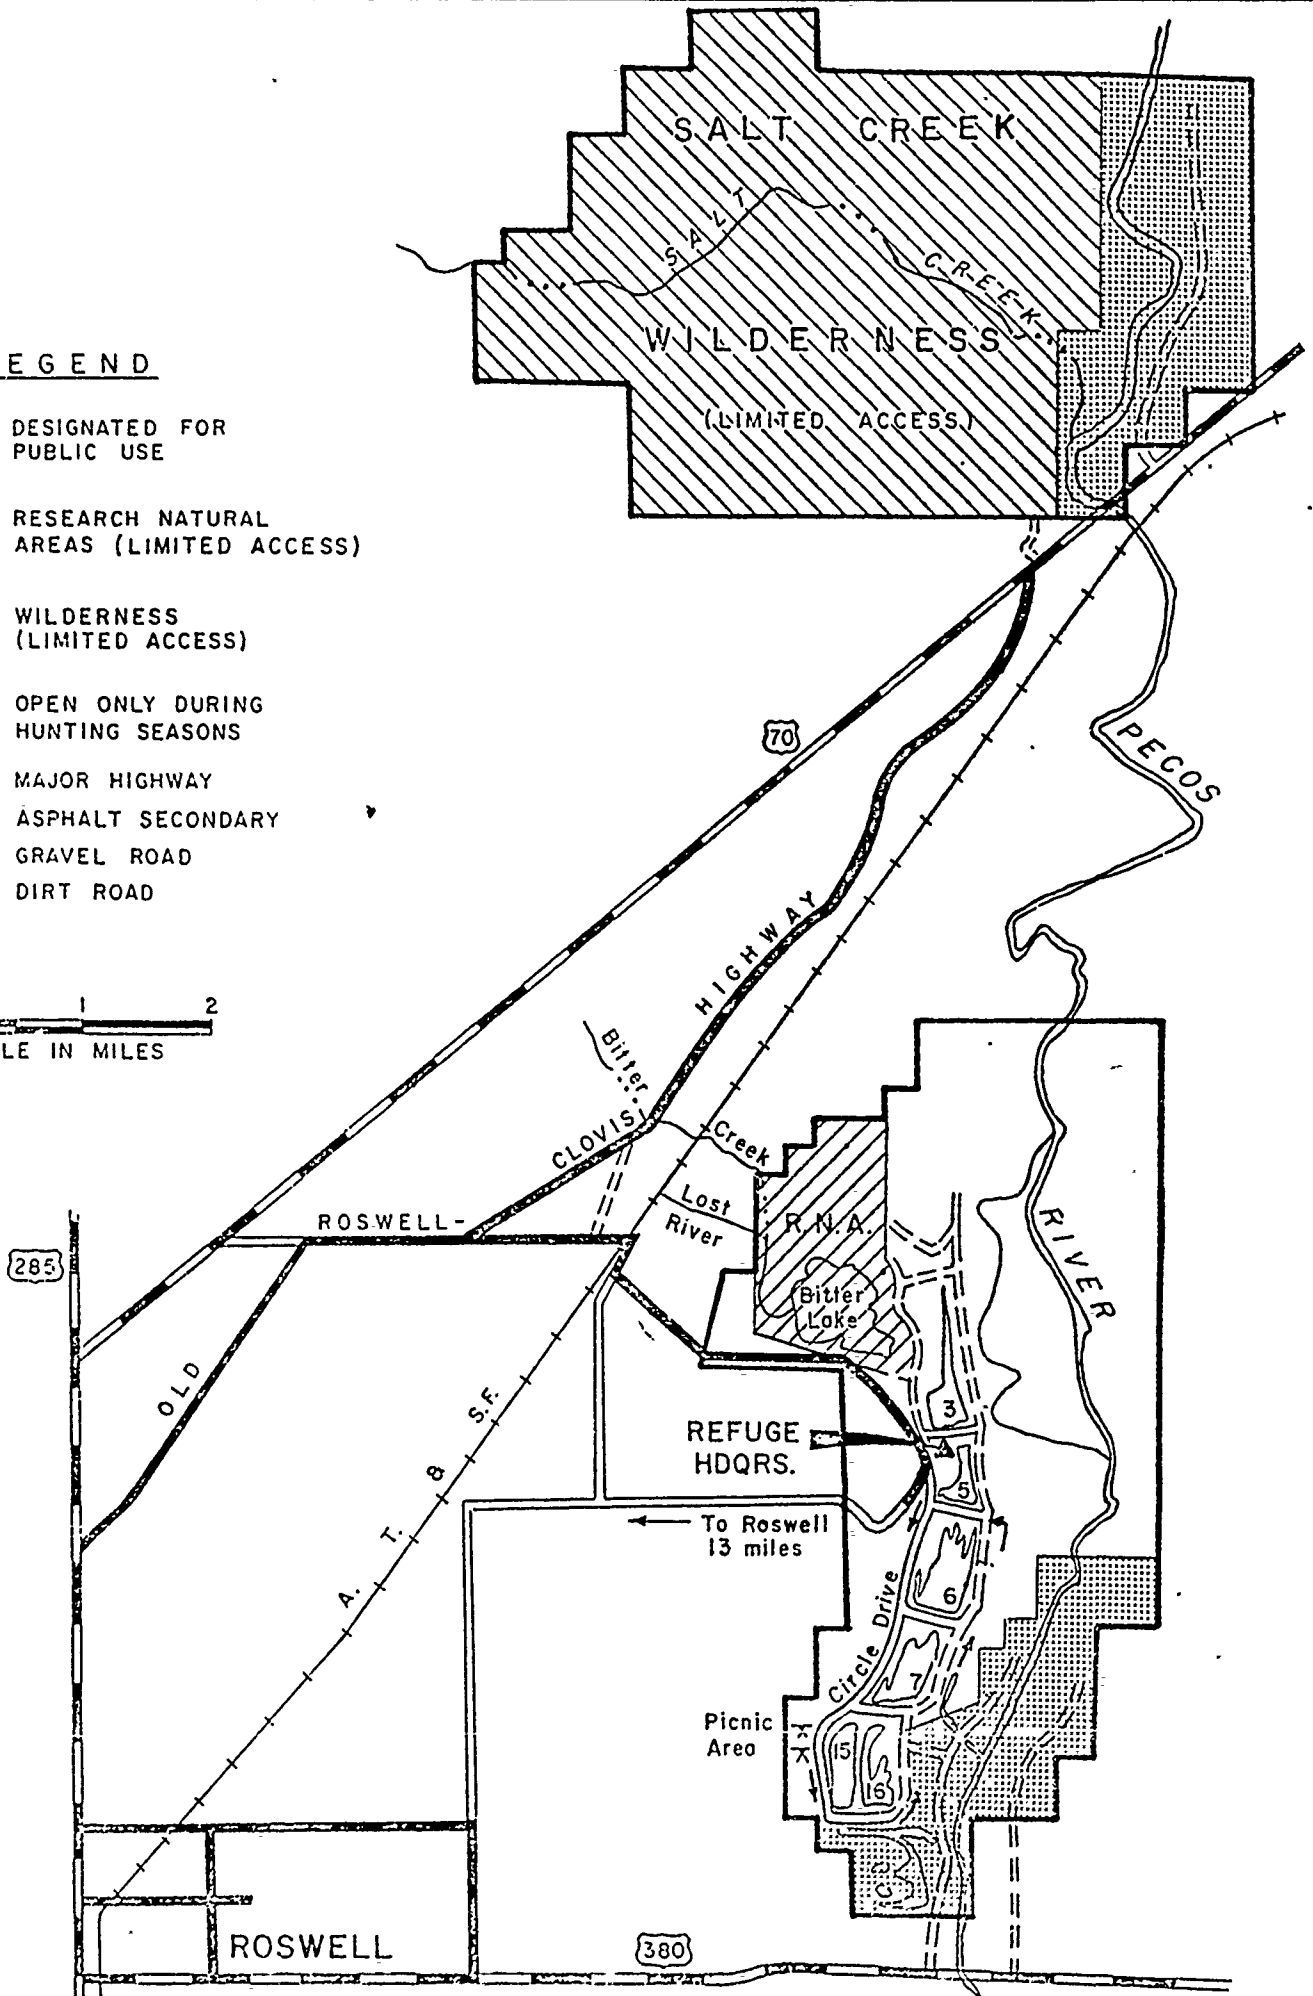 SALT CREEK
SALT
CREEK
WILDERNESS
(LIMITED ACCESS)
EGEND
DESIGNATED FOR
PUBLIC USE
RESEARCH NATURAL
AREAS (LIMITED ACCESS)
WILDERNESS
(LIMITED ACCESS)
OPEN ONLY DURING
HUNTING SEASONS
MAJOR HIGHWAY
ASPHALT SECONDARY
GRAVEL ROAD
DIRT ROAD
1 2
LE IN MILES
70
PECOS
RIVER
HIGHWAY
CLOVIS
ROSWELL-
OLD
Bitter
Creek
Lost
River
R.N.A.
Bitter
Lake
285
A. T. & S.F.
REFUGE
HDQRS.
3
5
6
7
15
16
To Roswell
13 miles
Circle Drive
Picnic
Area
ROSWELL
380